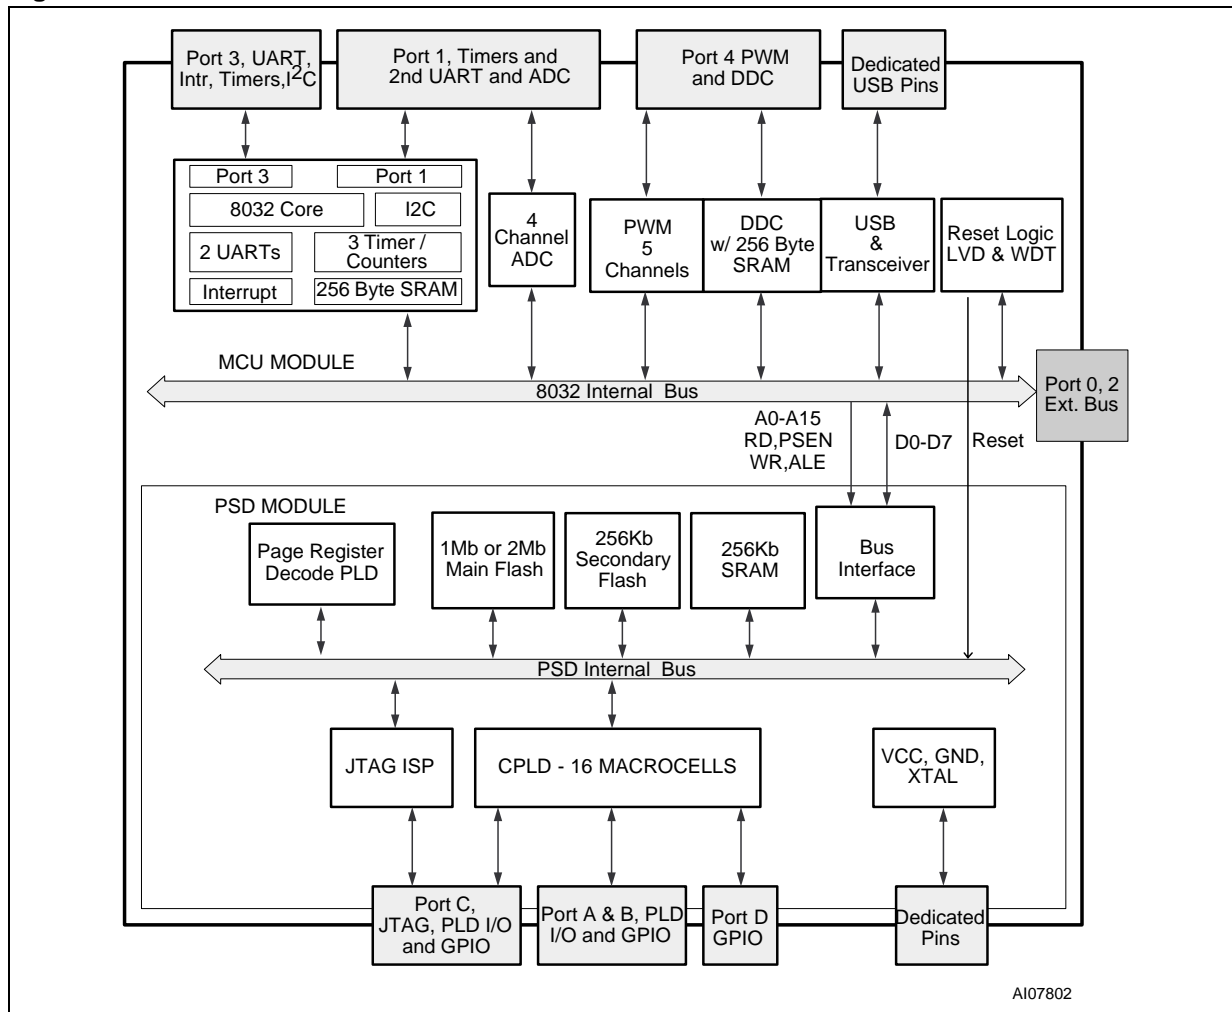 Port 3, UART,
Intr, Timers,I2C
Port 1, Timers and
2nd UART and ADC
Port 4 PWM
and DDC
Dedicated
USB Pins
Port 3
Port 1
8032 Core
I2C
2 UARTs
3 Timer /
Counters
Interrupt
256 Byte SRAM
4
Channel
ADC
PWM
5
Channels
DDC
w/ 256 Byte
SRAM
USB
&
Transceiver
Reset Logic
LVD & WDT
MCU MODULE
8032 Internal Bus
Port 0, 2
Ext. Bus
A0-A15
RD,PSEN
WR,ALE
D0-D7
Reset
PSD MODULE
Page Register
Decode PLD
1Mb or 2Mb
Main Flash
256Kb
Secondary
Flash
256Kb
SRAM
Bus
Interface
PSD Internal Bus
JTAG ISP
CPLD - 16 MACROCELLS
VCC, GND,
XTAL
Port C,
JTAG, PLD I/O
and GPIO
Port A & B, PLD
I/O and GPIO
Port D
GPIO
Dedicated
Pins
AI07802